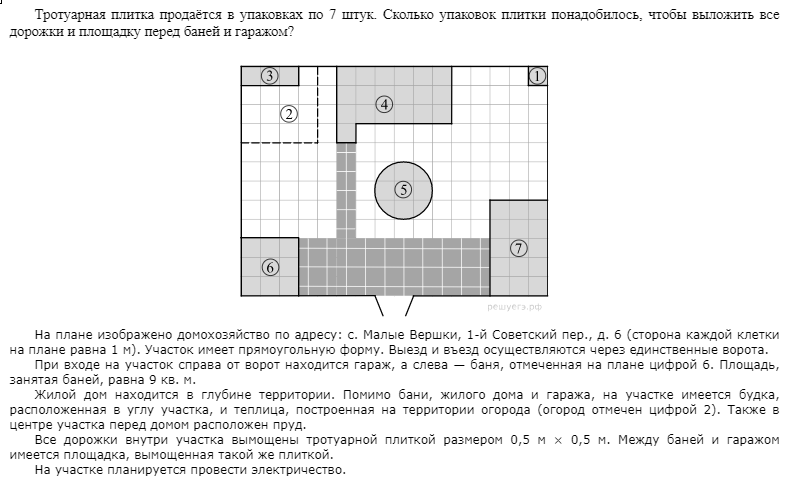 Тротуарная плитка продаётся в упаковках по 7 штук. Сколько упаковок плитки понадобилось, чтобы выложить все
дорожки и площадку перед баней и гаражом?
3
1
2
4
5
7
6
решуегэ.рф
На плане изображено домохозяйство по адресу: с. Малые Вершки, 1-й Советский пер., д. 6 (сторона каждой клетки
на плане равна 1 м). Участок имеет прямоугольную форму. Выезд и въезд осуществляются через единственные ворота.
При входе на участок справа от ворот находится гараж, а слева — баня, отмеченная на плане цифрой 6. Площадь,
занятая баней, равна 9 кв. м.
Жилой дом находится в глубине территории. Помимо бани, жилого дома и гаража, на участке имеется будка,
расположенная в углу участка, и теплица, построенная на территории огорода (огород отмечен цифрой 2). Также в
центре участка перед домом расположен пруд.
Все дорожки внутри участка вымощены тротуарной плиткой размером 0,5 м × 0,5 м. Между баней и гаражом
имеется площадка, вымощенная такой же плиткой.
На участке планируется провести электричество.